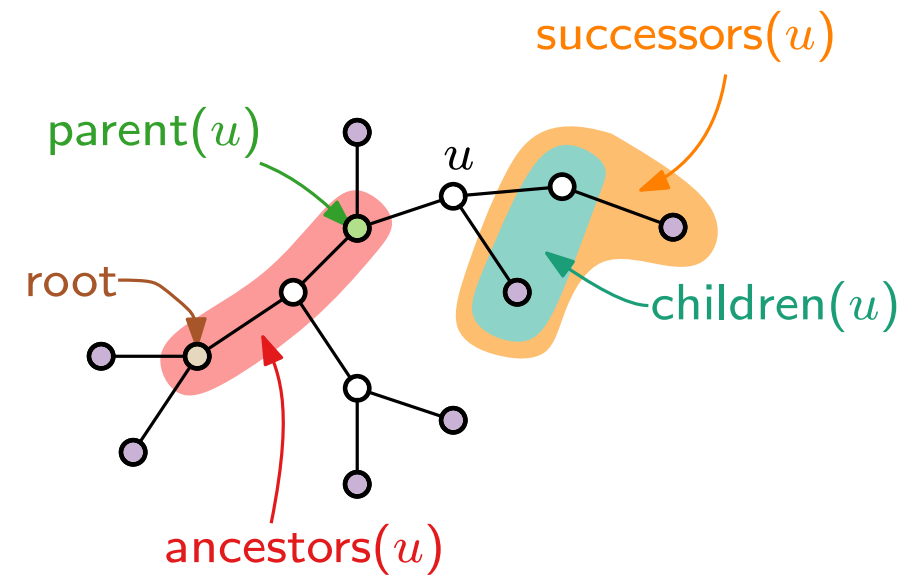 successors(u)
parent(u)
u
root
children(u)
ancestors(u)